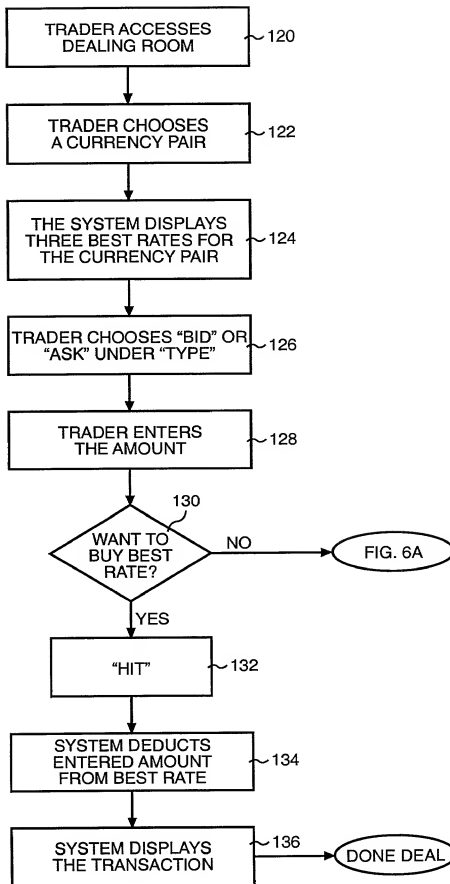 TRADER ACCESSES
DEALING ROOM
120
TRADER CHOOSES
A CURRENCY PAIR
122
THE SYSTEM DISPLAYS
THREE BEST RATES FOR
THE CURRENCY PAIR
124
TRADER CHOOSES “BID” OR
“ASK” UNDER “TYPE”
126
TRADER ENTERS
THE AMOUNT
128
130
WANT TO
BUY BEST
RATE?
NO
FIG. 6A
YES
“HIT”
132
SYSTEM DEDUCTS
ENTERED AMOUNT
FROM BEST RATE
134
SYSTEM DISPLAYS
THE TRANSACTION
136
DONE DEAL